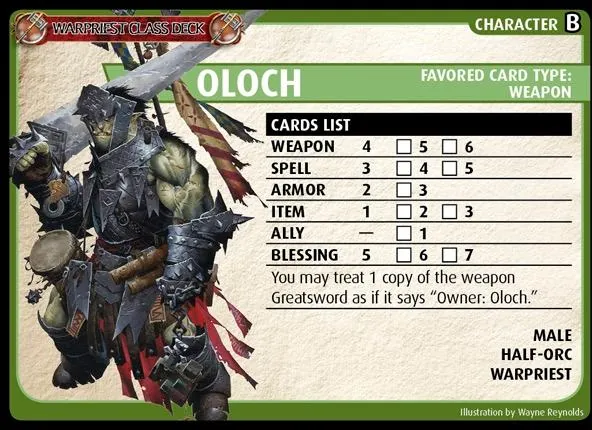 WARPRIEST CLASS DECK
CHARACTER B
OLOCH
FAVORED CARD TYPE:
WEAPON
CARDS LIST
WEAPON 4 ☐ 5 ☐ 6
SPELL 3 ☐ 4 ☐ 5
ARMOR 2 ☐ 3
ITEM 1 ☐ 2 ☐ 3
ALLY — ☐ 1
BLESSING 5 ☐ 6 ☐ 7
You may treat 1 copy of the weapon
Greatsword as if it says “Owner: Oloch.”
MALE
HALF-ORC
WARPRIEST
Illustration by Wayne Reynolds